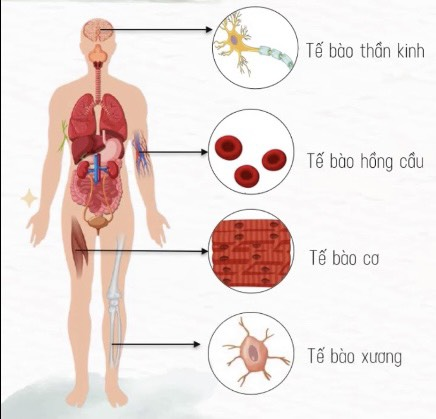 Tế bào thần kinh
Tế bào hồng cầu
Tế bào cơ
Tế bào xương